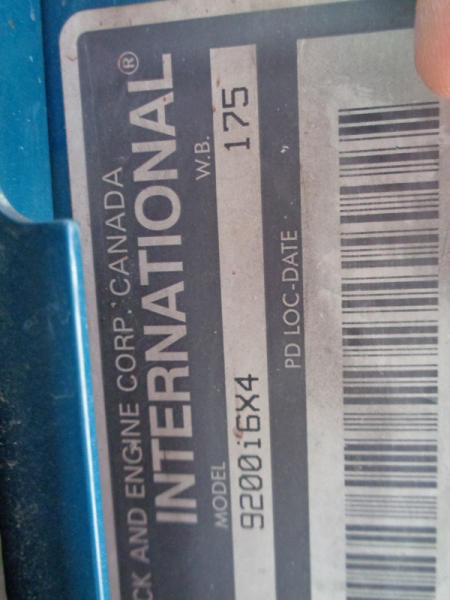 CK AND ENGINE CORP. CANADA
INTERNATIONAL®
MODEL W.B.
9200i6X4 175
PD LOC-DATE